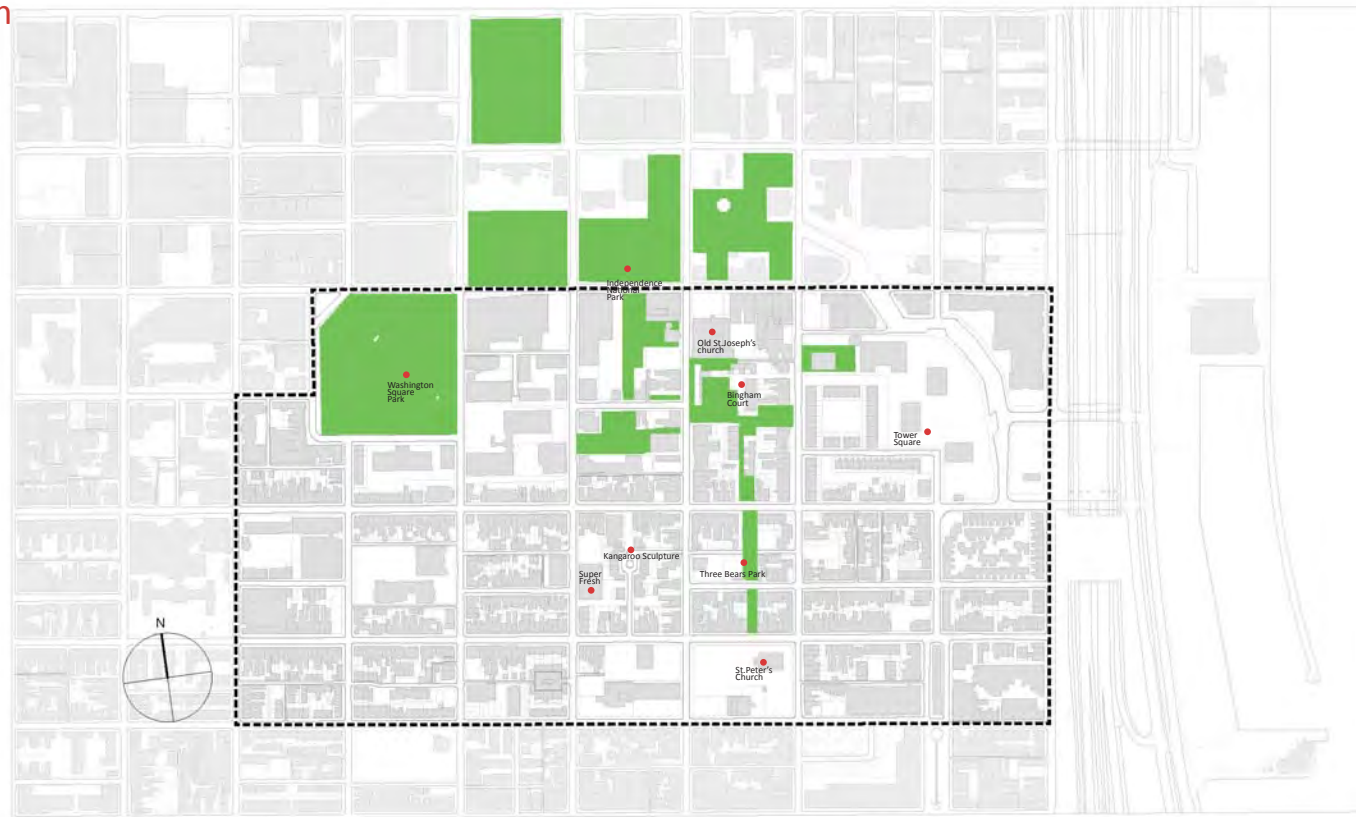 n
Independence
National
Park
Old St.Joseph's
church
Washington
Square
Park
Bingham
Court
Tower
Square
Kangaroo Sculpture
Super
Fresh
Three Bears Park
N
St.Peter's
Church